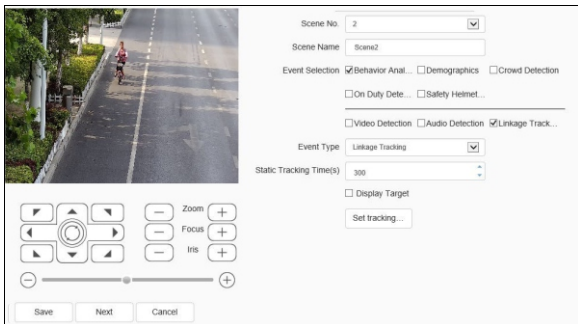 Scene No. 2
Scene Name Scene2
Event Selection Behavior Anal... Demographics Crowd Detection
On Duty Dete... Safety Helmet...
Video Detection Audio Detection Linkage Track...
Event Type Linkage Tracking
Static Tracking Time(s) 300
Display Target
Set tracking...
Zoom
Focus
Iris
Save Next Cancel